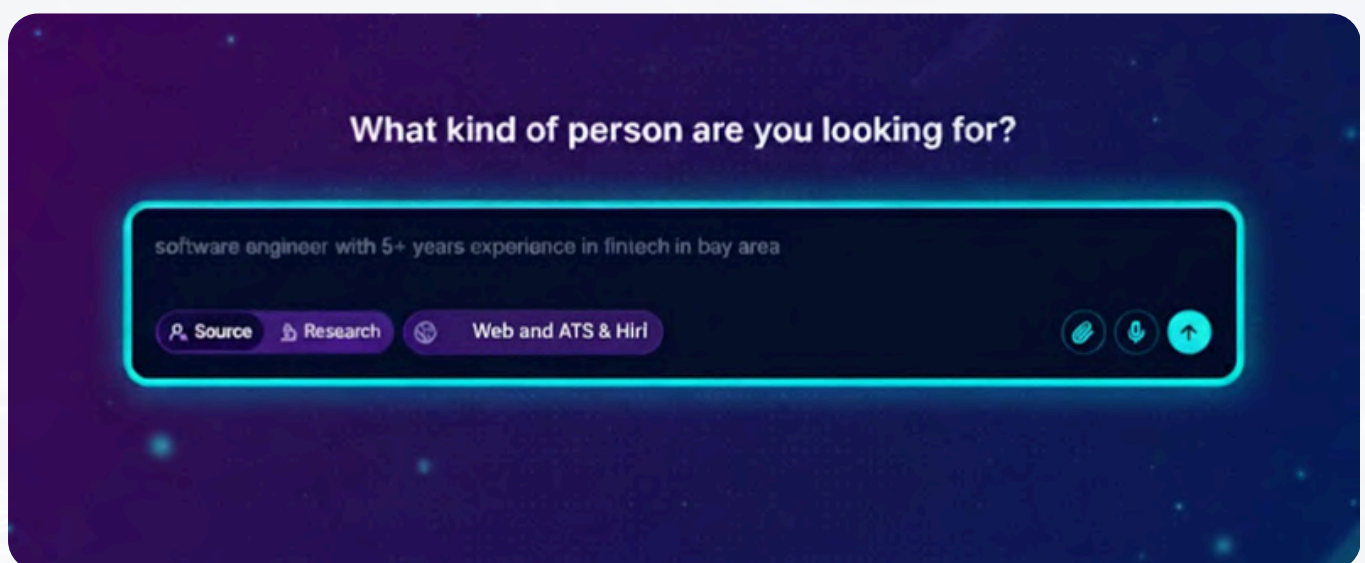 What kind of person are you looking for?
software engineer with 5+ years experience in fintech in bay area
Source Research Web and ATS & Hiri